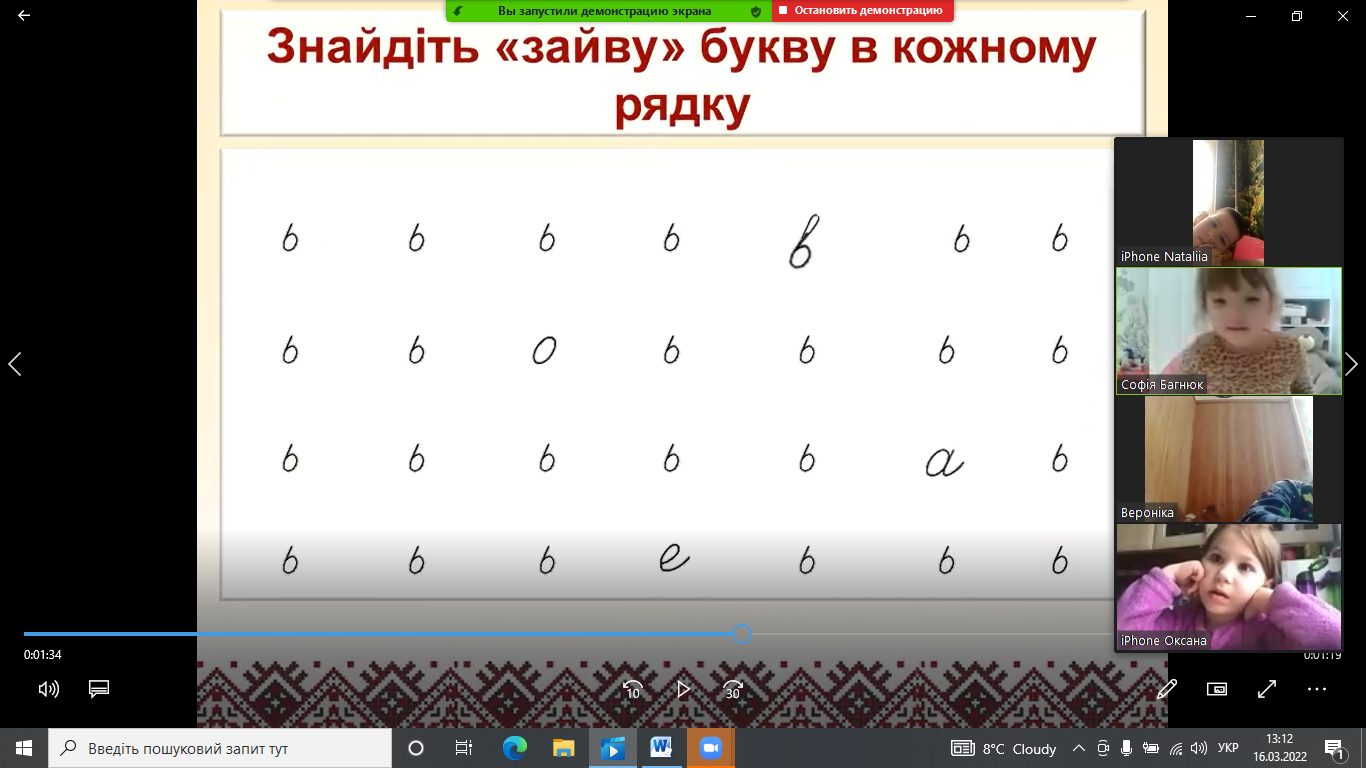 Вы запустили демонстрацию экрана
Остановить демонстрацию
Знайдіть «зайву» букву в кожному
рядку
ь ь ь ь в ь ь
ь ь о ь ь ь ь
ь ь ь ь ь а ь
ь ь ь е ь ь ь
iPhone Nataliia
Софія Багнюк
Вероніка
iPhone Оксана
0:01:34
0:01:19
10
30
Введіть пошуковий запит тут
8°C Cloudy
УКР
13:12
16.03.2022
1